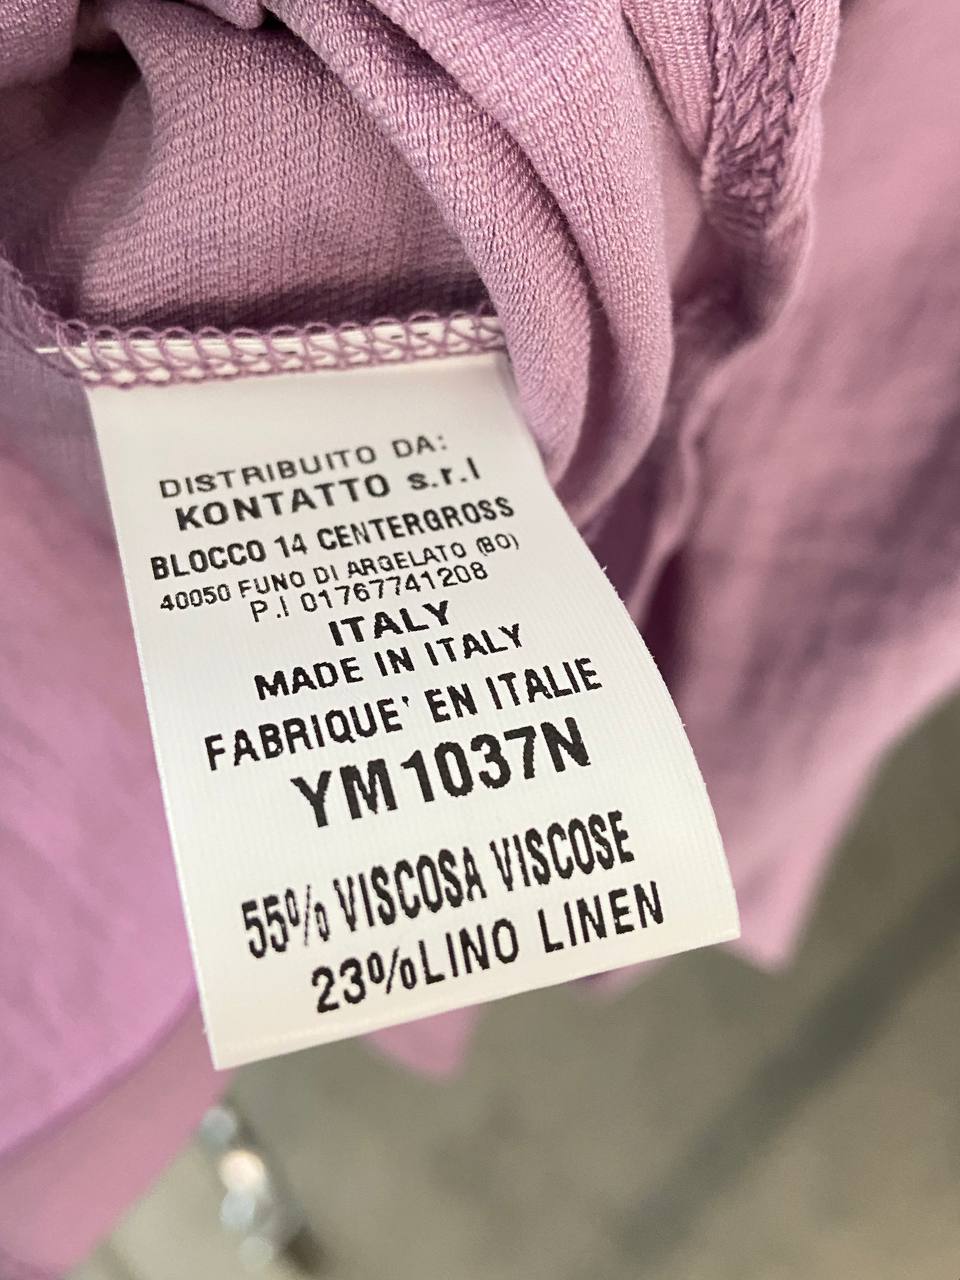 DISTRIBUITO DA:
KONTATTO s.r.l
BLOCCO 14 CENTERGROSS
40050 FUNO DI ARGELATO (BO)
P.I 01767741208
ITALY
MADE IN ITALY
FABRIQUE' EN ITALIE
YM1037N
55% VISCOSA VISCOSE
23%LINO LINEN